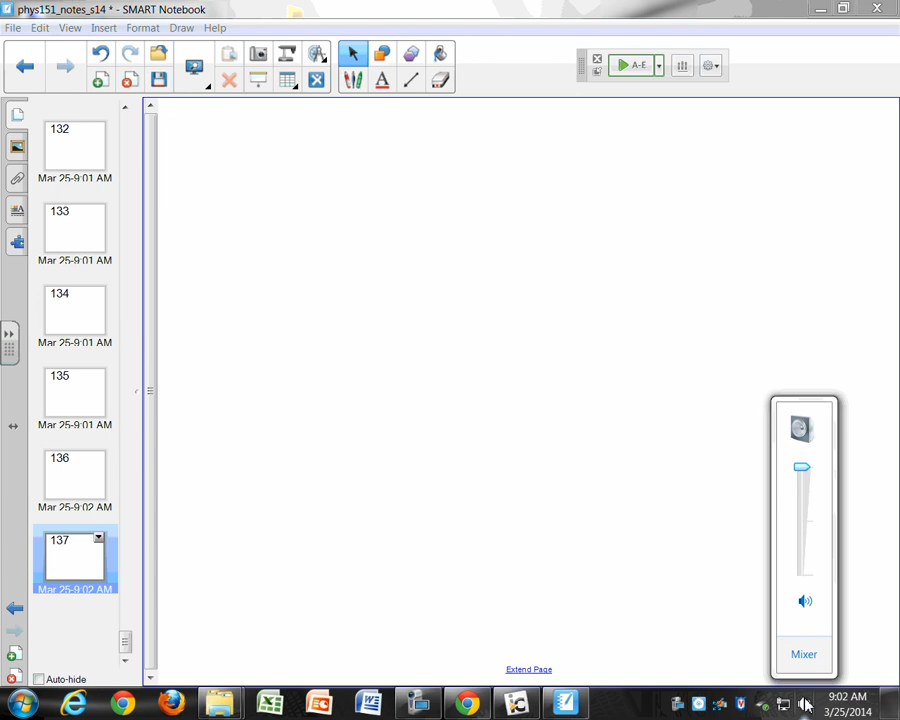 phys151_notes_s14 * - SMART Notebook
File Edit View Insert Format Draw Help
A-E
132
Mar 25-9:01 AM
133
Mar 25-9:01 AM
134
Mar 25-9:01 AM
135
Mar 25-9:01 AM
136
Mar 25-9:02 AM
137
Mar 25-9:02 AM
Mixer
Extend Page
Auto-hide
9:02 AM
3/25/2014